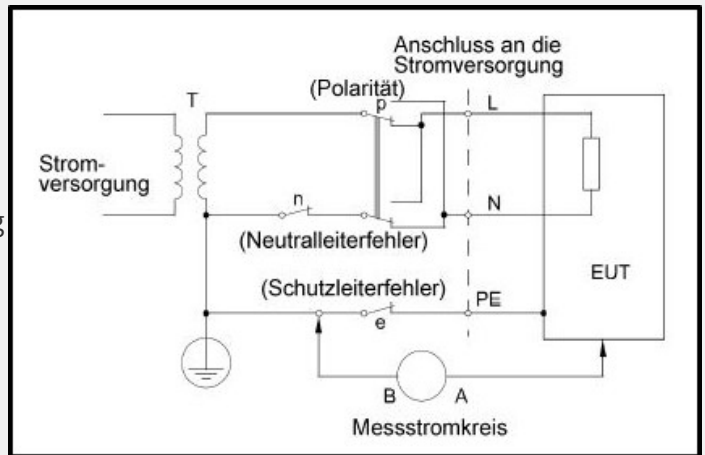 Anschluss an die
Stromversorgung
(Polarität)
T
p
L
Strom-
versorgung
n
N
g
(Neutralleiterfehler)
(Schutzleiterfehler)
PE
EUT
e
B
A
Messstromkreis